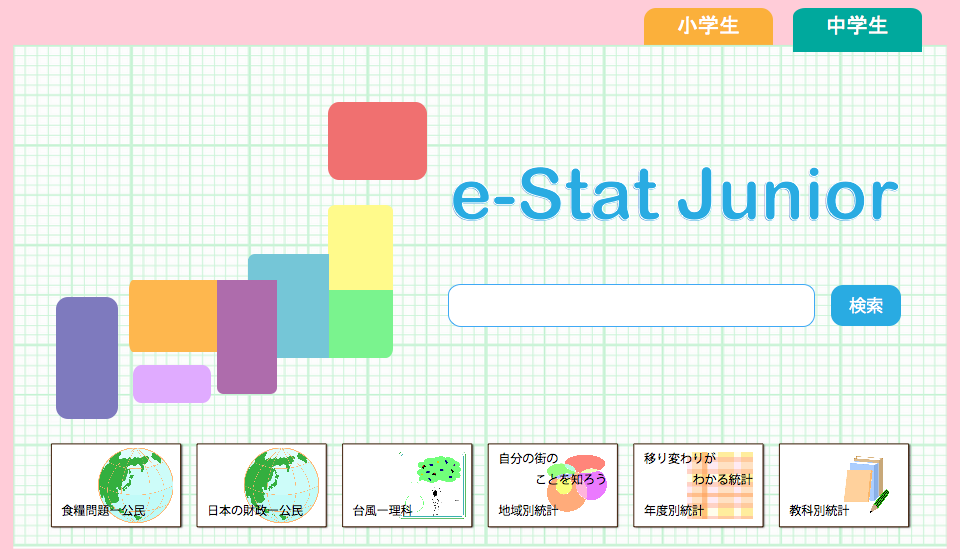 小学生
中学生
e-Stat Junior
検索
食糧問題ー公民
日本の財政ー公民
台風ー理科
自分の街の
ことを知ろう
地域別統計
移り変わりが
わかる統計
年度別統計
教科別統計